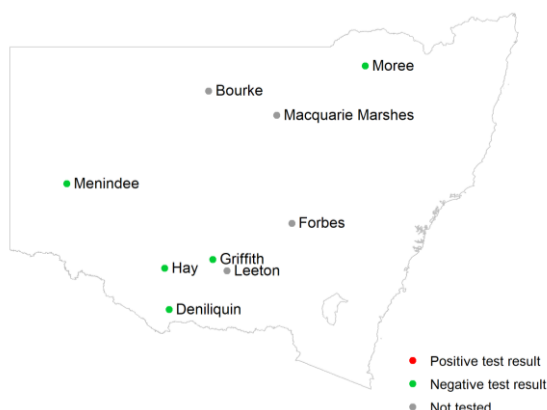 Moree
Bourke
Macquarie Marshes
Menindee
Forbes
Griffith
Hay
Leeton
Deniliquin
Positive test result
Negative test result
Not tested